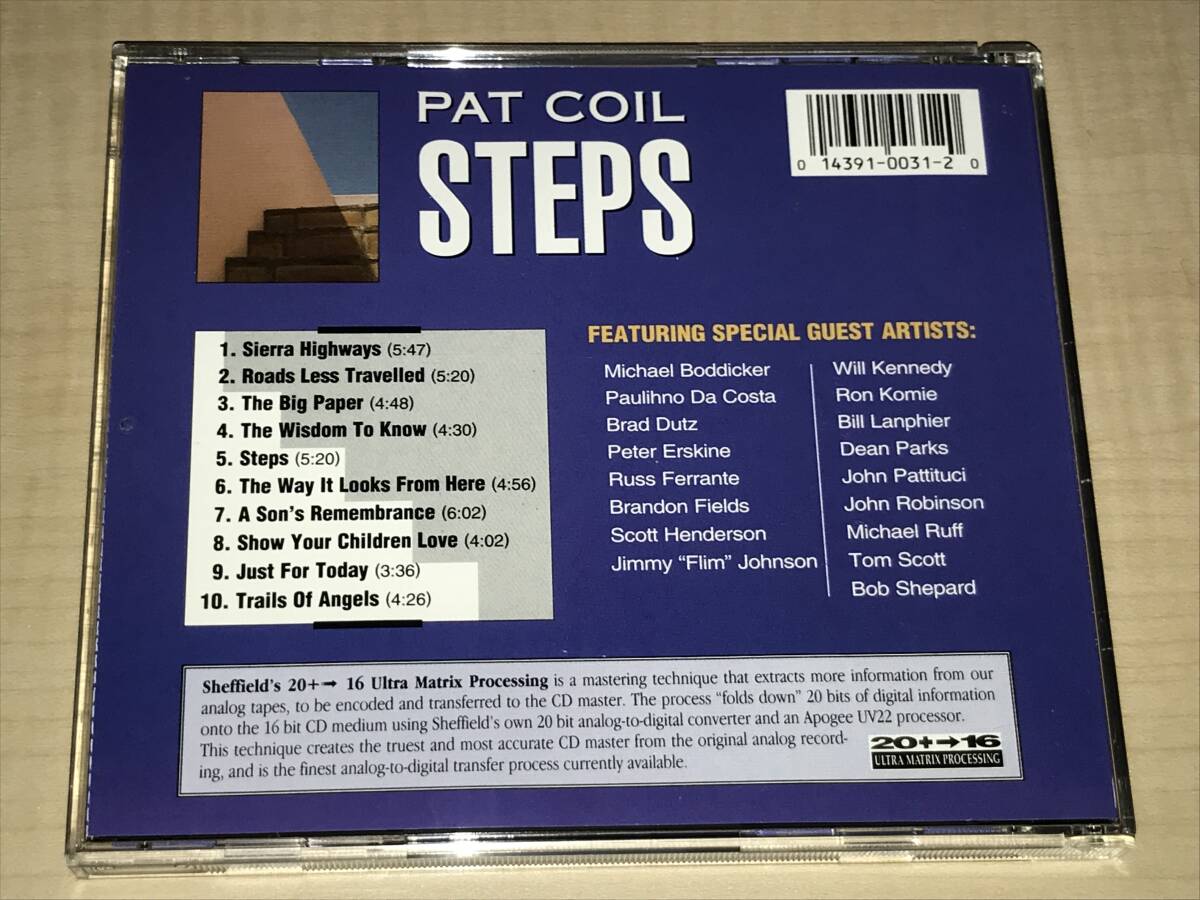 PAT COIL
STEPS
0 14391-0031-2 0
1. Sierra Highways (5:47)
2. Roads Less Travelled (5:20)
3. The Big Paper (4:48)
4. The Wisdom To Know (4:30)
5. Steps (5:20)
6. The Way It Looks From Here (4:56)
7. A Son's Remembrance (6:02)
8. Show Your Children Love (4:02)
9. Just For Today (3:36)
10. Trails Of Angels (4:26)
FEATURING SPECIAL GUEST ARTISTS:
Michael Boddicker
Paulihno Da Costa
Brad Dutz
Peter Erskine
Russ Ferrante
Brandon Fields
Scott Henderson
Jimmy "Flim" Johnson
Will Kennedy
Ron Komie
Bill Lanphier
Dean Parks
John Pattituci
John Robinson
Michael Ruff
Tom Scott
Bob Shepard
Sheffield's 20+→ 16 Ultra Matrix Processing is a mastering technique that extracts more information from our
analog tapes, to be encoded and transferred to the CD master. The process "folds down" 20 bits of digital information
onto the 16 bit CD medium using Sheffield's own 20 bit analog-to-digital converter and an Apogee UV22 processor.
This technique creates the truest and most accurate CD master from the original analog record-
ing, and is the finest analog-to-digital transfer process currently available.
20+→16
ULTRA MATRIX PROCESSING